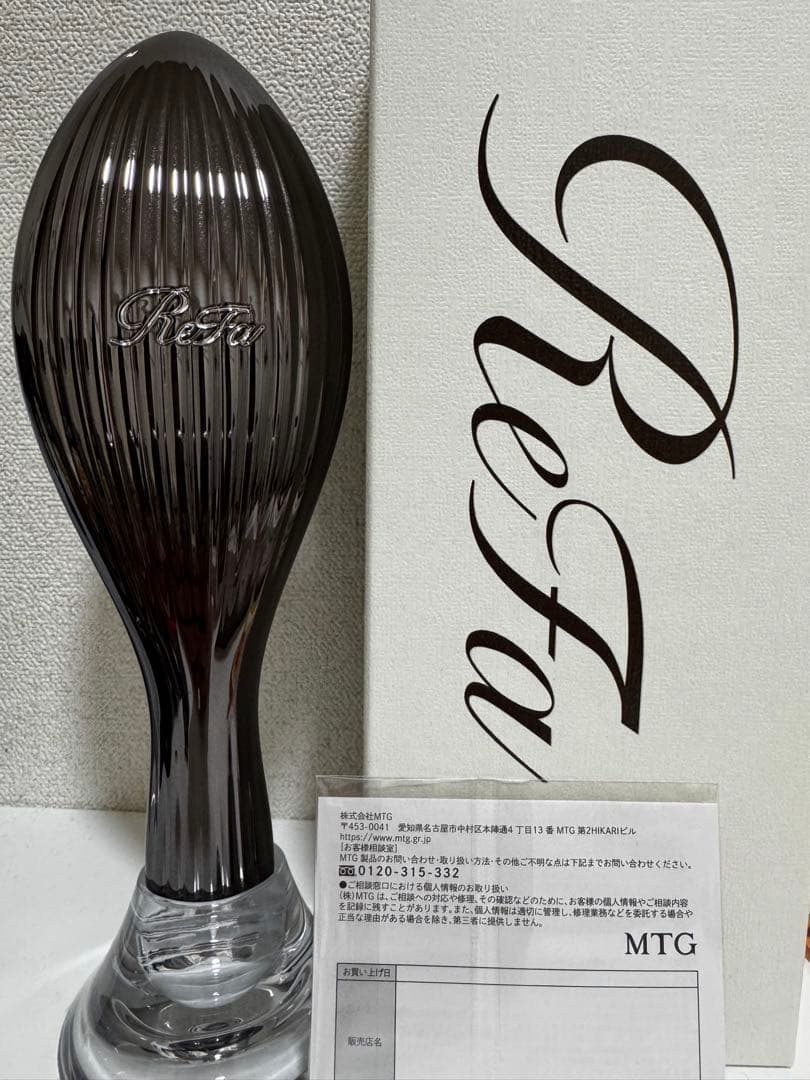 ReFa
ReFa
株式会社MTG
〒453-0041 愛知県名古屋市中村区本陣通4丁目13番 MTG 第2HIKARIビル
https://www.mtg.gr.jp
[お客様相談室]
MTG 製品のお問い合わせ・取り扱い方法・その他ご不明な点は下記までお問い合わせください。
0120-315-332
●ご相談窓口における個人情報のお取り扱い
(株)MTG は、ご相談への対応や修理、その確認などのために、お客様の個人情報やご相談内容
を記録に残すことがあります。また、個人情報は適切に管理し、修理業務などを委託する場合や
正当な理由がある場合を除き、第三者に提供しません。
MTG
お買い上げ日
販売店名